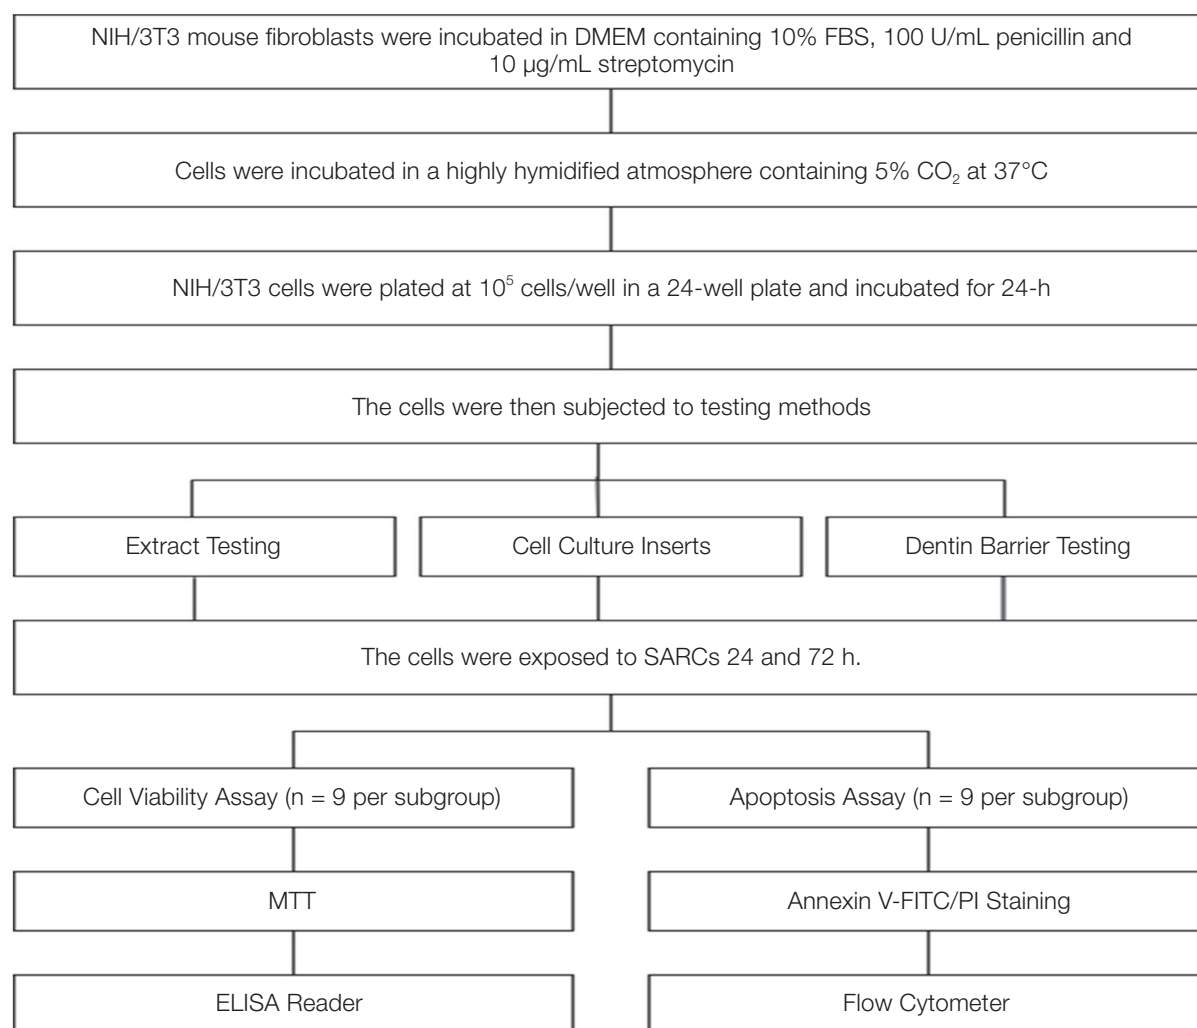 NIH/3T3 mouse fibroblasts were incubated in DMEM containing 10% FBS, 100 U/mL penicillin and
10 µg/mL streptomycin
Cells were incubated in a highly hymidified atmosphere containing 5% CO₂ at 37°C
NIH/3T3 cells were plated at 10⁵ cells/well in a 24-well plate and incubated for 24-h
The cells were then subjected to testing methods
Extract Testing
Cell Culture Inserts
Dentin Barrier Testing
The cells were exposed to SARCs 24 and 72 h.
Cell Viability Assay (n = 9 per subgroup)
Apoptosis Assay (n = 9 per subgroup)
MTT
Annexin V-FITC/PI Staining
ELISA Reader
Flow Cytometer